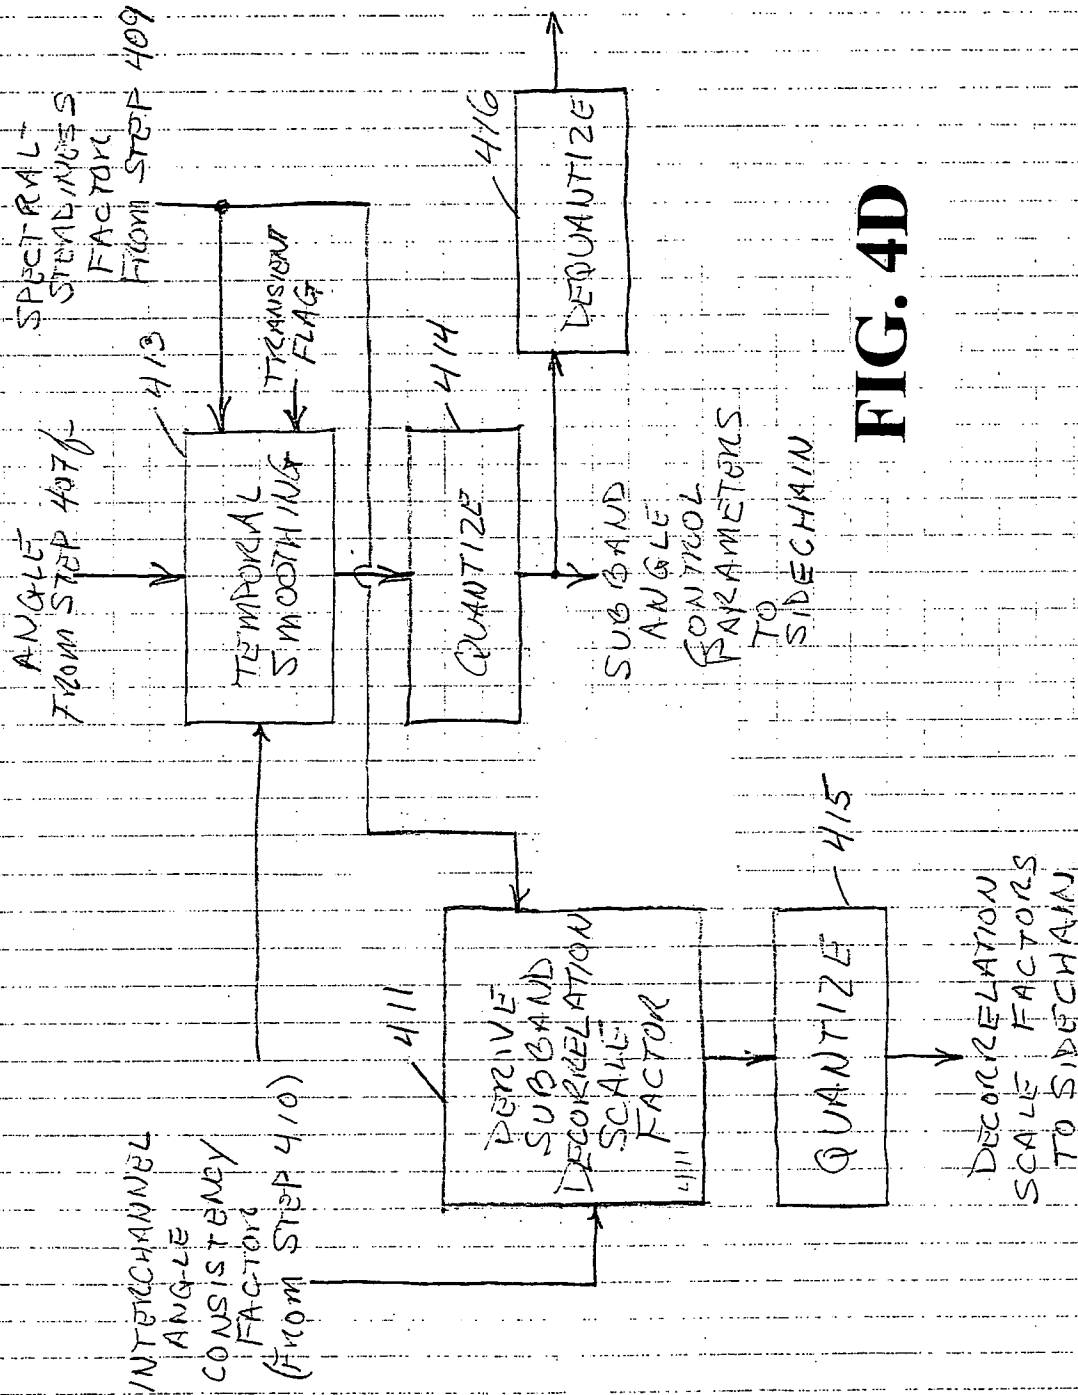 INTERCHANNEL
ANGLE
CONSISTENCY
FACTOR
(FROM STEP 410)
ANGLE
FROM STEP 407f
SPECTRAL-
STEADINESS
FACTOR
FROM STEP 409
413
TEMPORAL
SMOOTHING
TRANSIENT
FLAG
411
DERIVE
SUBBAND
DECORRELATION
SCALE
FACTOR
411
414
QUANTIZE
416
DEQUANTIZE
SUBBAND
ANGLE
CONTROL
PARAMETERS
TO
SIDECHAIN
415
QUANTIZE
DECORRELATION
SCALE FACTORS
TO SIDECHAIN
FIG. 4D